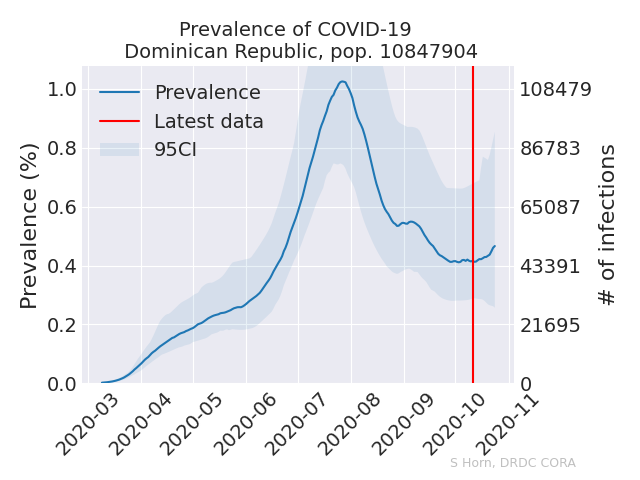 Prevalence of COVID-19
Dominican Republic, pop. 10847904
Prevalence
Latest data
95CI
Prevalence (%)
1.0
0.8
0.6
0.4
0.2
0.0
108479
86783
65087
43391
21695
0
# of infections
2020-03
2020-04
2020-05
2020-06
2020-07
2020-08
2020-09
2020-10
2020-11
S Horn, DRDC CORA